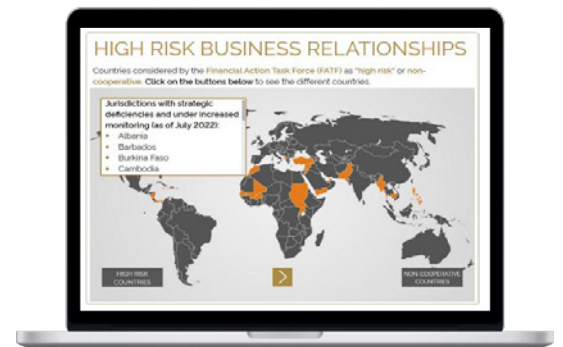 HIGH RISK BUSINESS RELATIONSHIPS
Countries considered by the Financial Action Task Force (FATF) as "high risk" or non-
cooperative. Click on the buttons below to see the different countries.
Jurisdictions with strategic
deficiencies and under increased
monitoring (as of July 2022):
• Albania
• Barbados
• Burkina Faso
• Cambodia
HIGH RISK
COUNTRIES
>
NON-COOPERATIVE
COUNTRIES